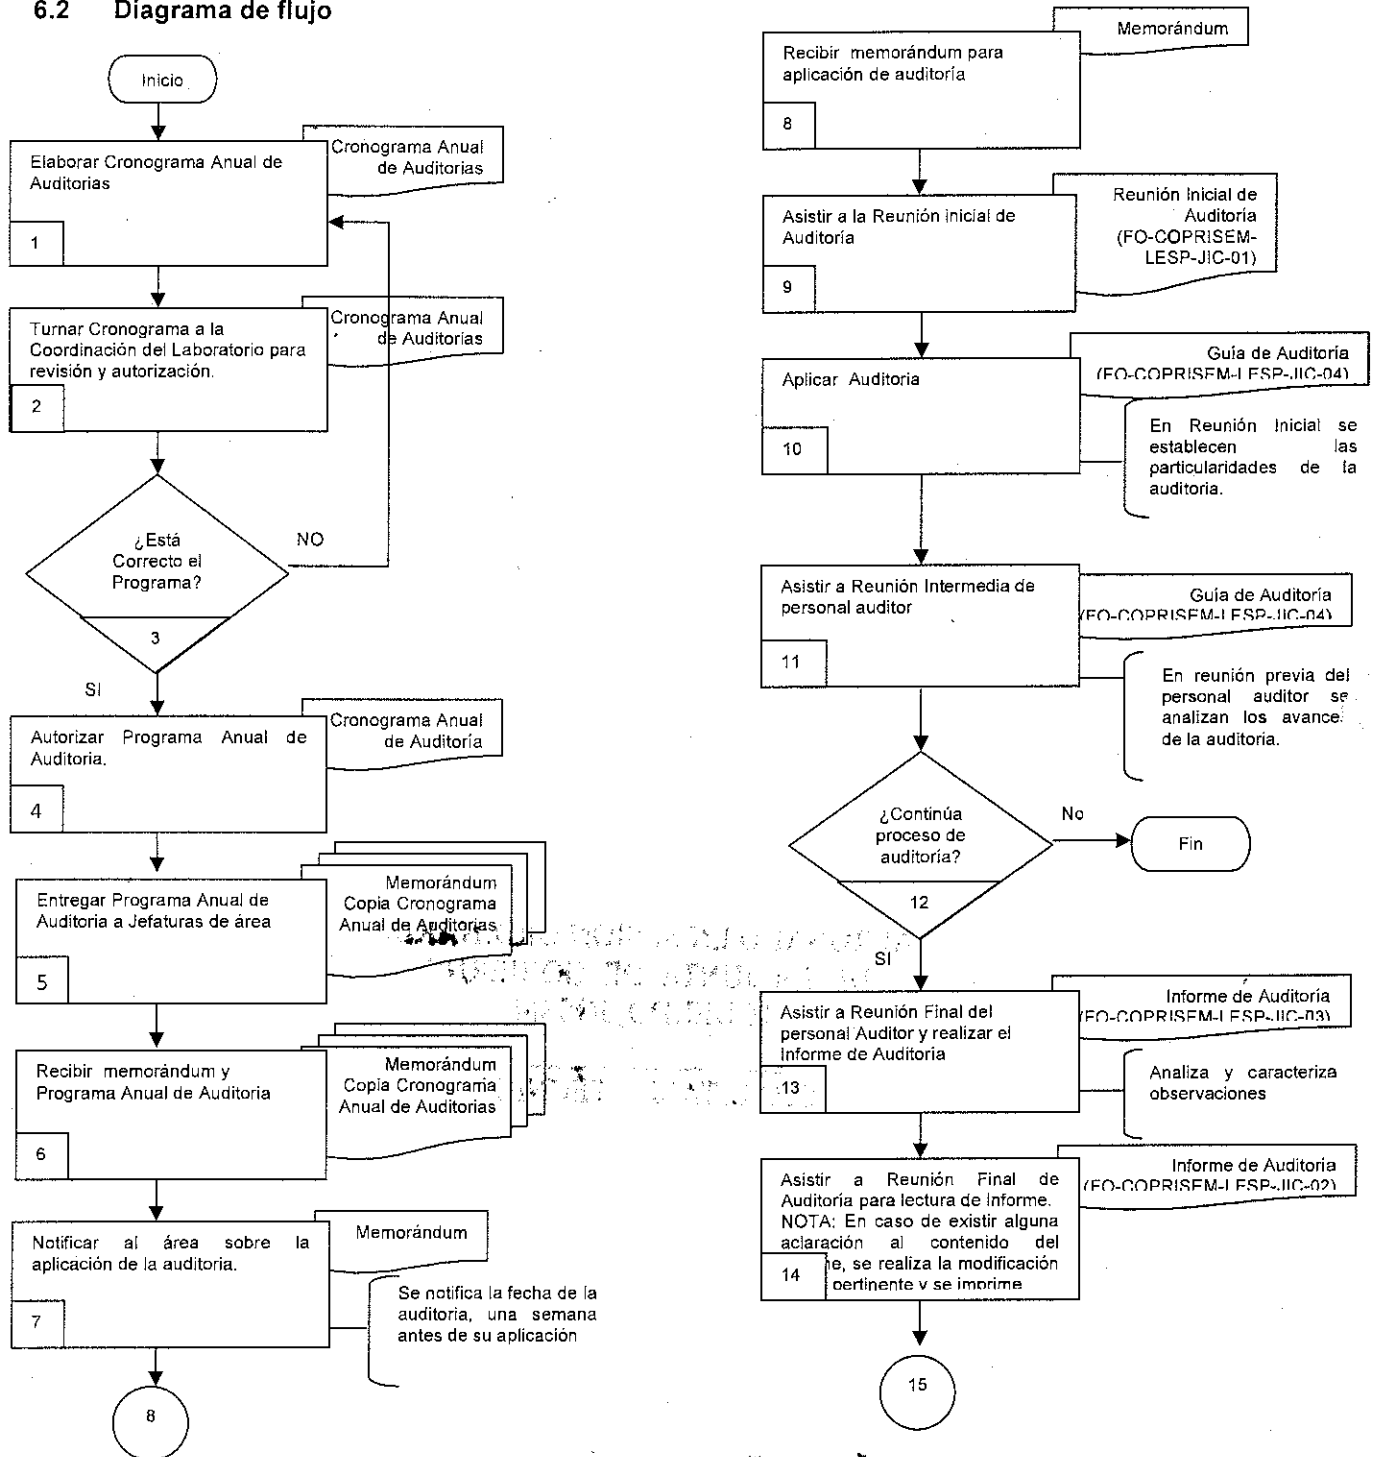 6.2 Diagrama de flujo
Inicio
Elaborar Cronograma Anual de
Auditorias
1
Cronograma Anual
de Auditorias
Turnar Cronograma a la
Coordinación del Laboratorio para
revisión y autorización.
2
Cronograma Anual
de Auditorias
¿Está
Correcto el
Programa?
3
NO
SI
Autorizar Programa Anual de
Auditoria.
4
Cronograma Anual
de Auditoría
Entregar Programa Anual de
Auditoria a Jefaturas de área
5
Memorándum
Copia Cronograma
Anual de Auditorias
Recibir memorándum y
Programa Anual de Auditoria
6
Memorándum
Copia Cronograma
Anual de Auditorias
Notificar al área sobre la
aplicación de la auditoria.
7
Memorándum
Se notifica la fecha de la
auditoria, una semana
antes de su aplicación
8
Recibir memorándum para
aplicación de auditoría
8
Memorándum
Asistir a la Reunión inicial de
Auditoría
9
Reunión Inicial de
Auditoría
(FO-COPRISEM-
LESP-JIC-01)
Aplicar Auditoria
10
Guía de Auditoría
(FO-COPRISEM-LESP-JIC-04)
En Reunión Inicial se
establecen las
particularidades de la
auditoria.
Asistir a Reunión Intermedia de
personal auditor
11
Guía de Auditoría
(FO-COPRISEM-LESP-JIC-04)
En reunión previa del
personal auditor se
analizan los avance
de la auditoria.
¿Continúa
proceso de
auditoría?
12
No
Fin
SI
Asistir a Reunión Final del
personal Auditor y realizar el
Informe de Auditoria
13
Informe de Auditoría
(FO-COPRISEM-LESP-JIC-03)
Analiza y caracteriza
observaciones
Asistir a Reunión Final de
Auditoría para lectura de Informe.
NOTA: En caso de existir alguna
aclaración al contenido del
se realiza la modificación
pertinente y se imprime
14
Informe de Auditoria
(FO-COPRISEM-LESP-JIC-02)
15